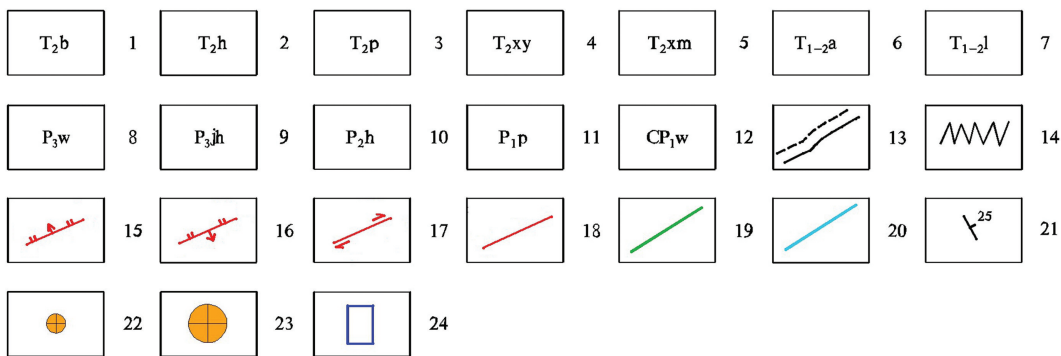 T₂b 1 T₂h 2 T₂p 3 T₂xy 4 T₂xm 5 T₁₋₂a 6 T₁₋₂l 7
P₃w 8 P₃jh 9 P₂h 10 P₁p 11 CP₁w 12 13 14
15 16 17 18 19 20 25 21
22 23 24